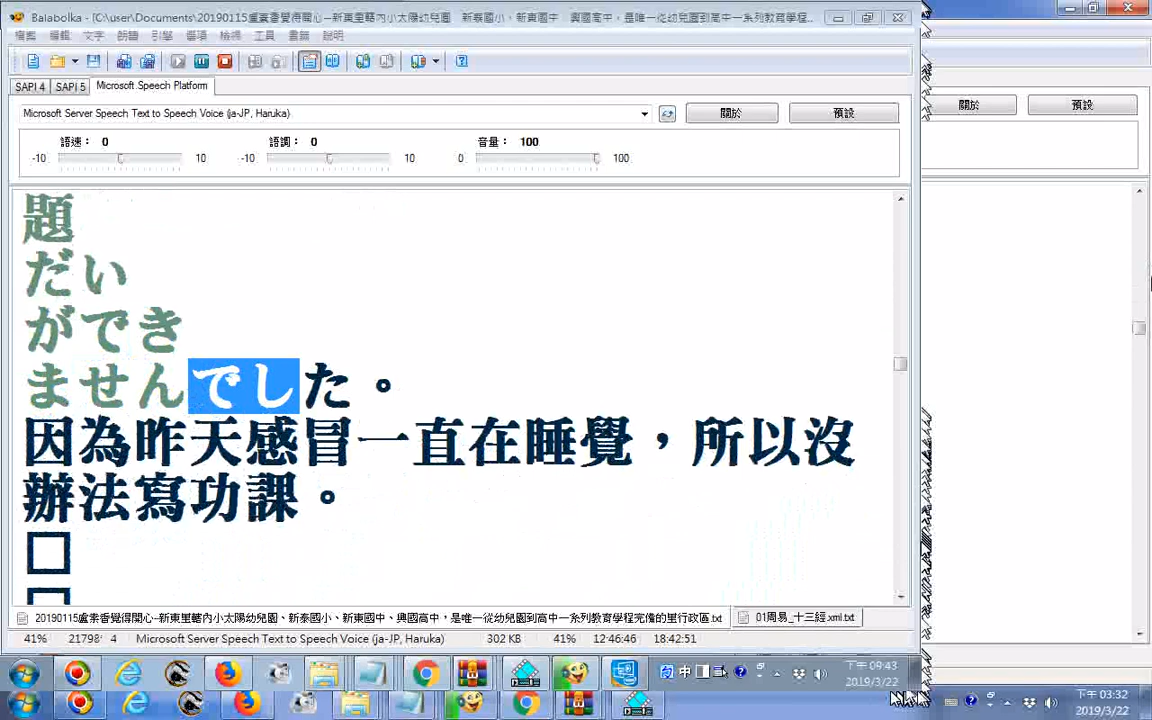 Balabolka - [C:\user\Documents\20190115盧素香覺得開心─新東里轄內小太陽幼兒園　新泰國小、新東國中　興國高中，是唯一從幼兒園到高中一系列教育學程...
檔案 編輯 文字 朗讀 引擎 選項 檢視 工具 書籤 說明
SAPI 4 SAPI 5 Microsoft Speech Platform
Microsoft Server Speech Text to Speech Voice (ja-JP, Haruka) 關於 預設 關於 預設
語速： 0 語調： 0 音量： 100
-10 10 -10 10 0 100
題
だい
ができ
ませんでした。
因為昨天感冒一直在睡覺，所以沒
辦法寫功課。
20190115盧素香覺得開心─新東里轄內小太陽幼兒園、新泰國小、新東國中、興國高中，是唯一從幼兒園到高中一系列教育學程完備的里行政區.txt 01周易_十三經.xml.txt
41% 21798 4 Microsoft Server Speech Text to Speech Voice (ja-JP, Haruka) 302 KB 41% 12:46:46 18:42:51
中 下午 09:43
2019/3/22
下午 03:32
2019/3/22